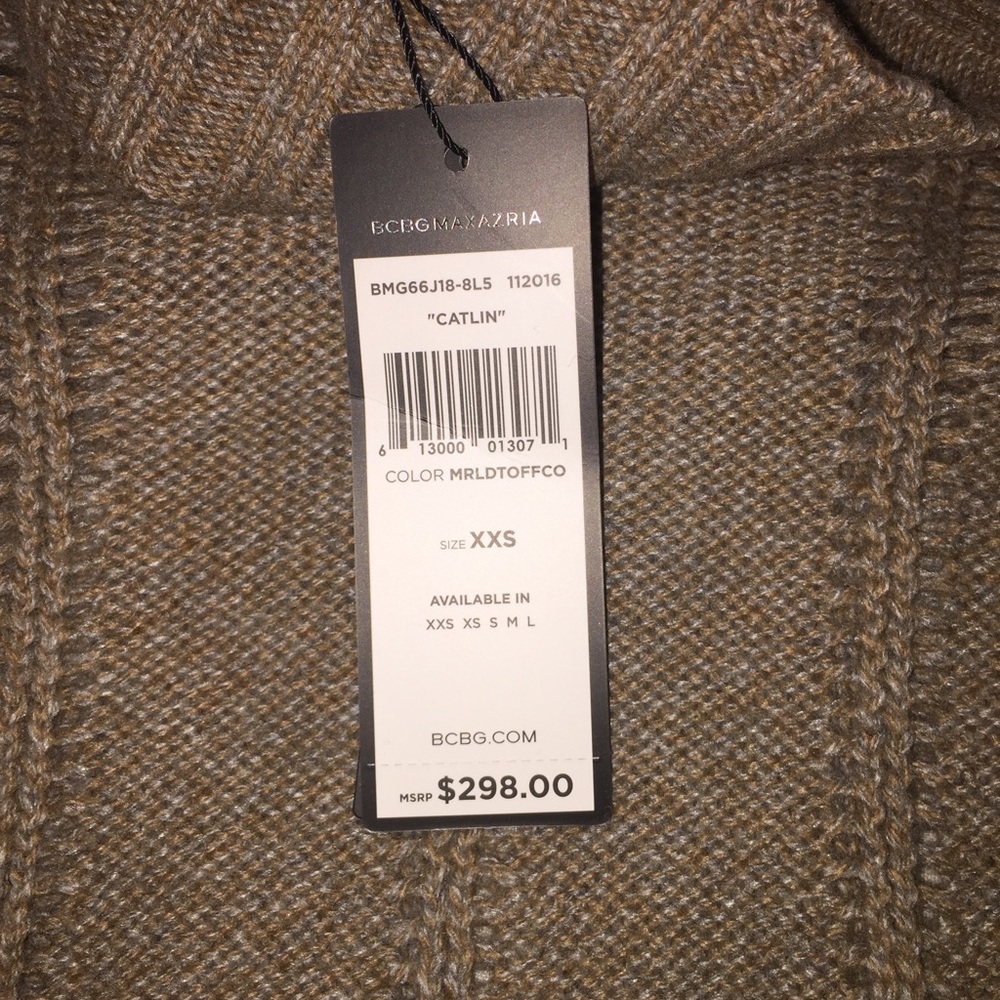 BCBGMAXAZRIA
BMG66J18-8L5 112016
"CATLIN"
6 13000 01307 1
COLOR MRLDTOFFCO
SIZE XXS
AVAILABLE IN
XXS XS S M L
BCBG.COM
MSRP $298.00